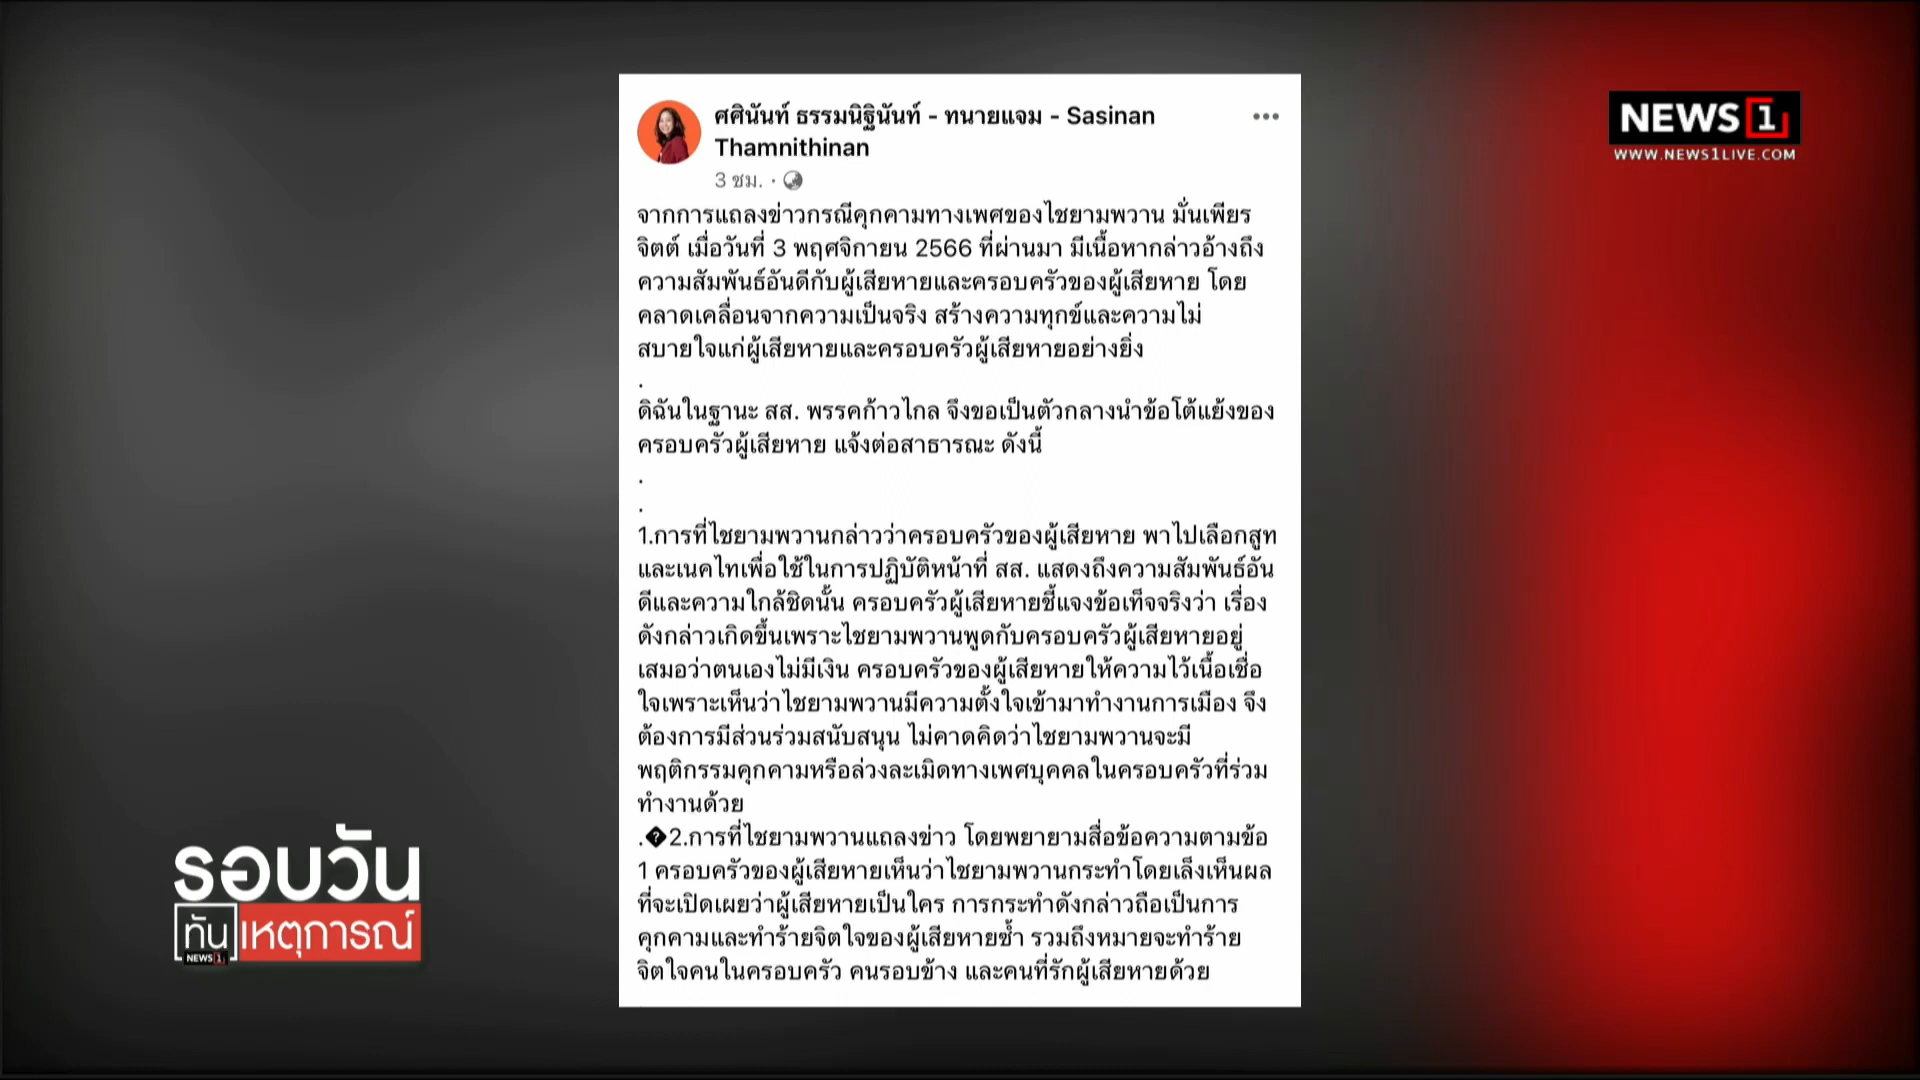 NEWS 1
WWW.NEWS1LIVE.COM
ศศินันท์ ธรรมนิฐินันท์ - ทนายแจม - Sasinan
Thamnithinan
3 ชม. ·
จากการแถลงข่าวกรณีคุกคามทางเพศของไชยามพวาน มั่นเพียร
จิตต์ เมื่อวันที่ 3 พฤศจิกายน 2566 ที่ผ่านมา มีเนื้อหากล่าวอ้างถึง
ความสัมพันธ์อันดีกับผู้เสียหายและครอบครัวของผู้เสียหาย โดย
คลาดเคลื่อนจากความเป็นจริง สร้างความทุกข์และความไม่
สบายใจแก่ผู้เสียหายและครอบครัวผู้เสียหายอย่างยิ่ง
.
ดิฉันในฐานะ สส. พรรคก้าวไกล จึงขอเป็นตัวกลางนำข้อโต้แย้งของ
ครอบครัวผู้เสียหาย แจ้งต่อสาธารณะ ดังนี้
.
.
1.การที่ไชยามพวานกล่าวว่าครอบครัวของผู้เสียหาย พาไปเลือกสูท
และเนคไทเพื่อใช้ในการปฏิบัติหน้าที่ สส. แสดงถึงความสัมพันธ์อัน
ดีและความใกล้ชิดนั้น ครอบครัวผู้เสียหายชี้แจงข้อเท็จจริงว่า เรื่อง
ดังกล่าวเกิดขึ้นเพราะไชยามพวานพูดกับครอบครัวผู้เสียหายอยู่
เสมอว่าตนเองไม่มีเงิน ครอบครัวของผู้เสียหายให้ความไว้เนื้อเชื่อ
ใจเพราะเห็นว่าไชยามพวานมีความตั้งใจเข้ามาทำงานการเมือง จึง
ต้องการมีส่วนร่วมสนับสนุน ไม่คาดคิดว่าไชยามพวานจะมี
พฤติกรรมคุกคามหรือล่วงละเมิดทางเพศบุคคลในครอบครัวที่ร่วม
ทำงานด้วย
.�2.การที่ไชยามพวานแถลงข่าว โดยพยายามสื่อข้อความตามข้อ
1 ครอบครัวของผู้เสียหายเห็นว่าไชยามพวานกระทำโดยเล็งเห็นผล
ที่จะเปิดเผยว่าผู้เสียหายเป็นใคร การกระทำดังกล่าวถือเป็นการ
คุกคามและทำร้ายจิตใจของผู้เสียหายซ้ำ รวมถึงหมายจะทำร้าย
จิตใจคนในครอบครัว คนรอบข้าง และคนที่รักผู้เสียหายด้วย
รอบวัน
ทันเหตุการณ์
NEWS 1